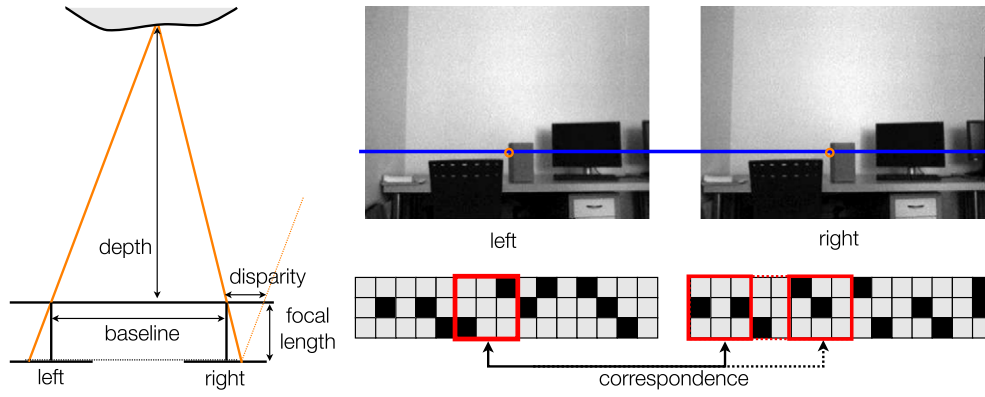 depth
disparity
baseline
focal
length
left
right
left
right
correspondence